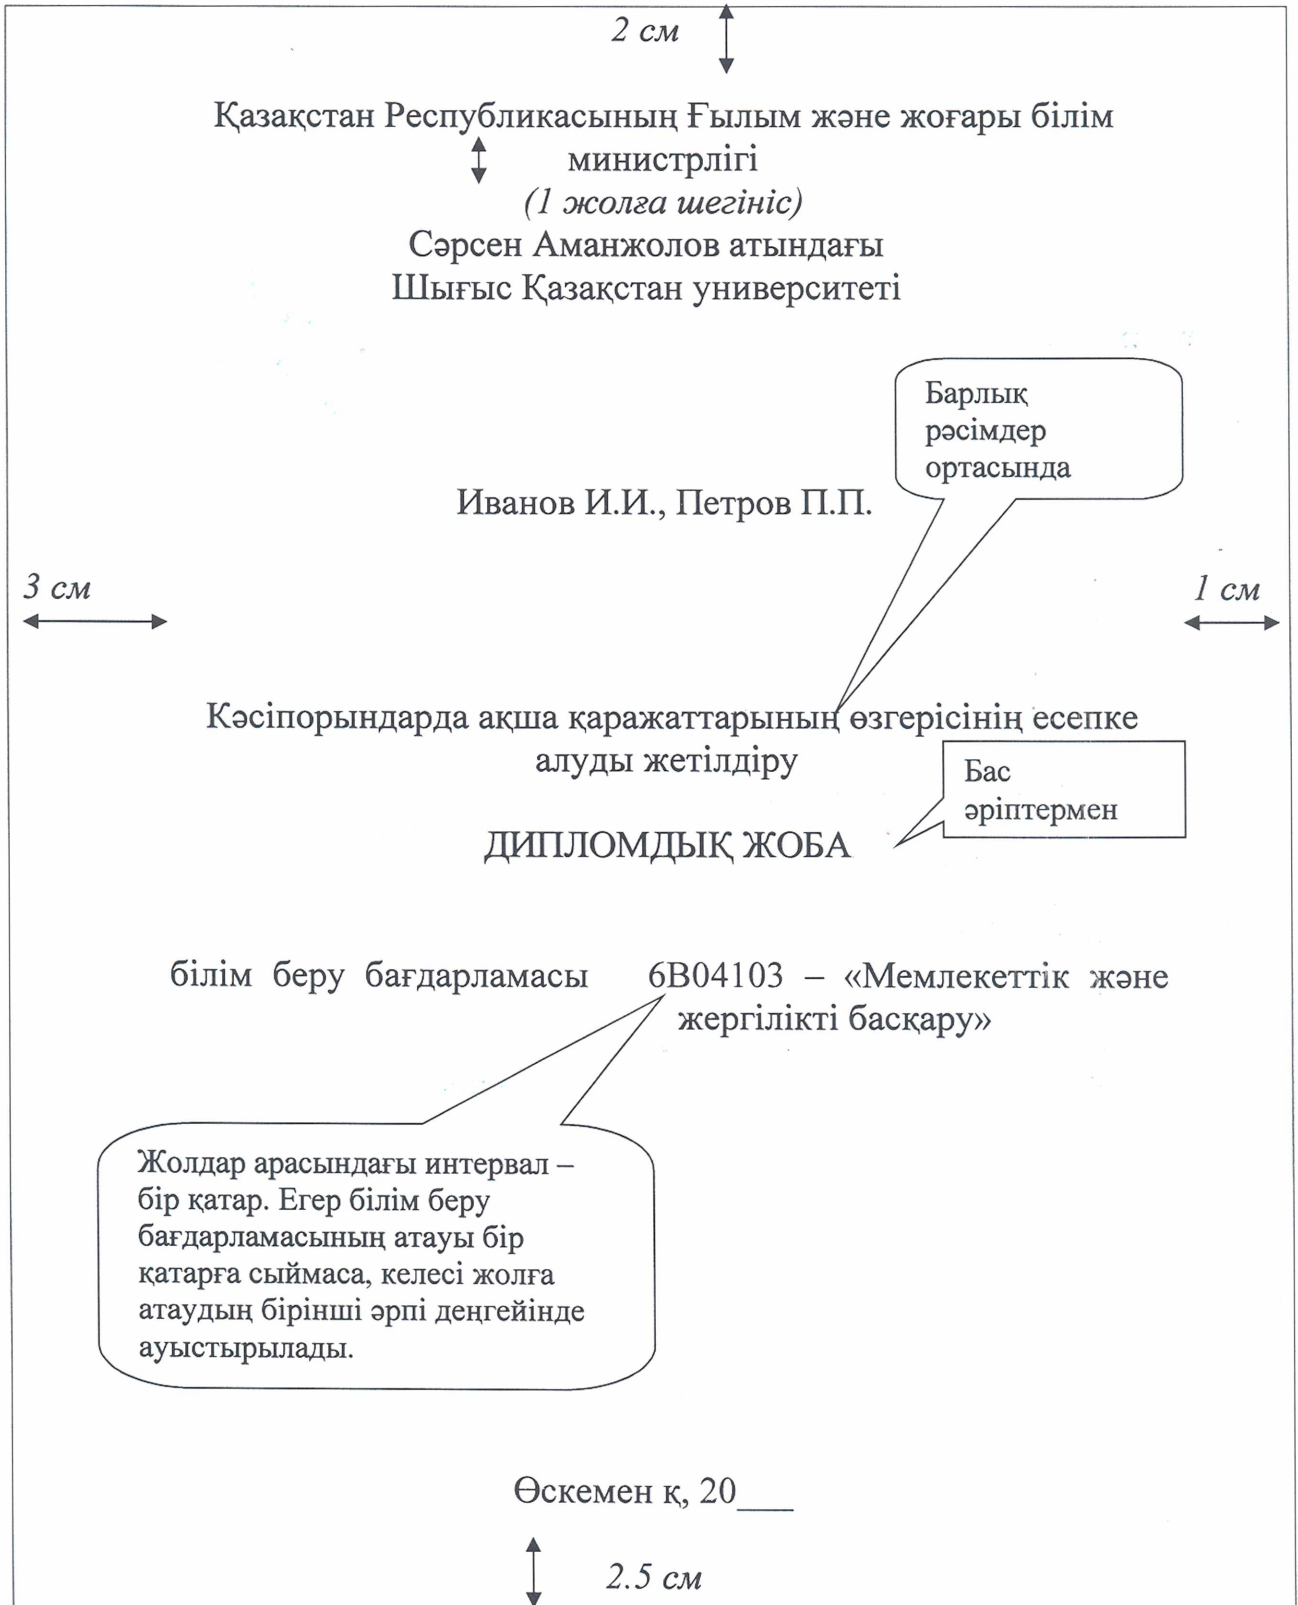 2 см
Қазақстан Республикасының Ғылым және жоғары білім
министрлігі
(1 жолға шегініс)
Сәрсен Аманжолов атындағы
Шығыс Қазақстан университеті
Барлық
рәсімдер
ортасында
Иванов И.И., Петров П.П.
3 см
1 см
Кәсіпорындарда ақша қаражаттарының өзгерісінің есепке
алуды жетілдіру
Бас
әріптермен
ДИПЛОМДЫҚ ЖОБА
білім беру бағдарламасы 6В04103 – «Мемлекеттік және
жергілікті басқару»
Жолдар арасындағы интервал –
бір қатар. Егер білім беру
бағдарламасының атауы бір
қатарға сыймаса, келесі жолға
атаудың бірінші әрпі деңгейінде
ауыстырылады.
Өскемен қ, 20___
2.5 см